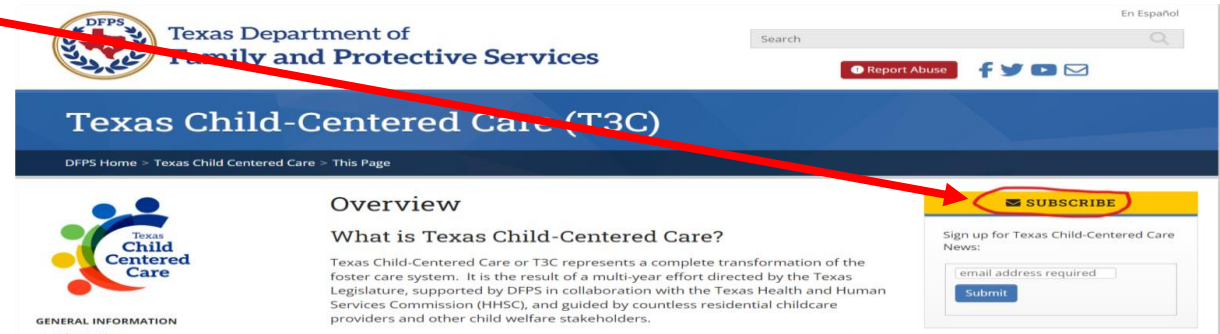 DFPS
Texas Department of
Family and Protective Services
En Español
Search
Report Abuse
Texas Child-Centered Care (T3C)
DFPS Home > Texas Child Centered Care > This Page
Texas
Child
Centered
Care
GENERAL INFORMATION
Overview
What is Texas Child-Centered Care?
Texas Child-Centered Care or T3C represents a complete transformation of the
foster care system. It is the result of a multi-year effort directed by the Texas
Legislature, supported by DFPS in collaboration with the Texas Health and Human
Services Commission (HHSC), and guided by countless residential childcare
providers and other child welfare stakeholders.
SUBSCRIBE
Sign up for Texas Child-Centered Care
News:
email address required
Submit